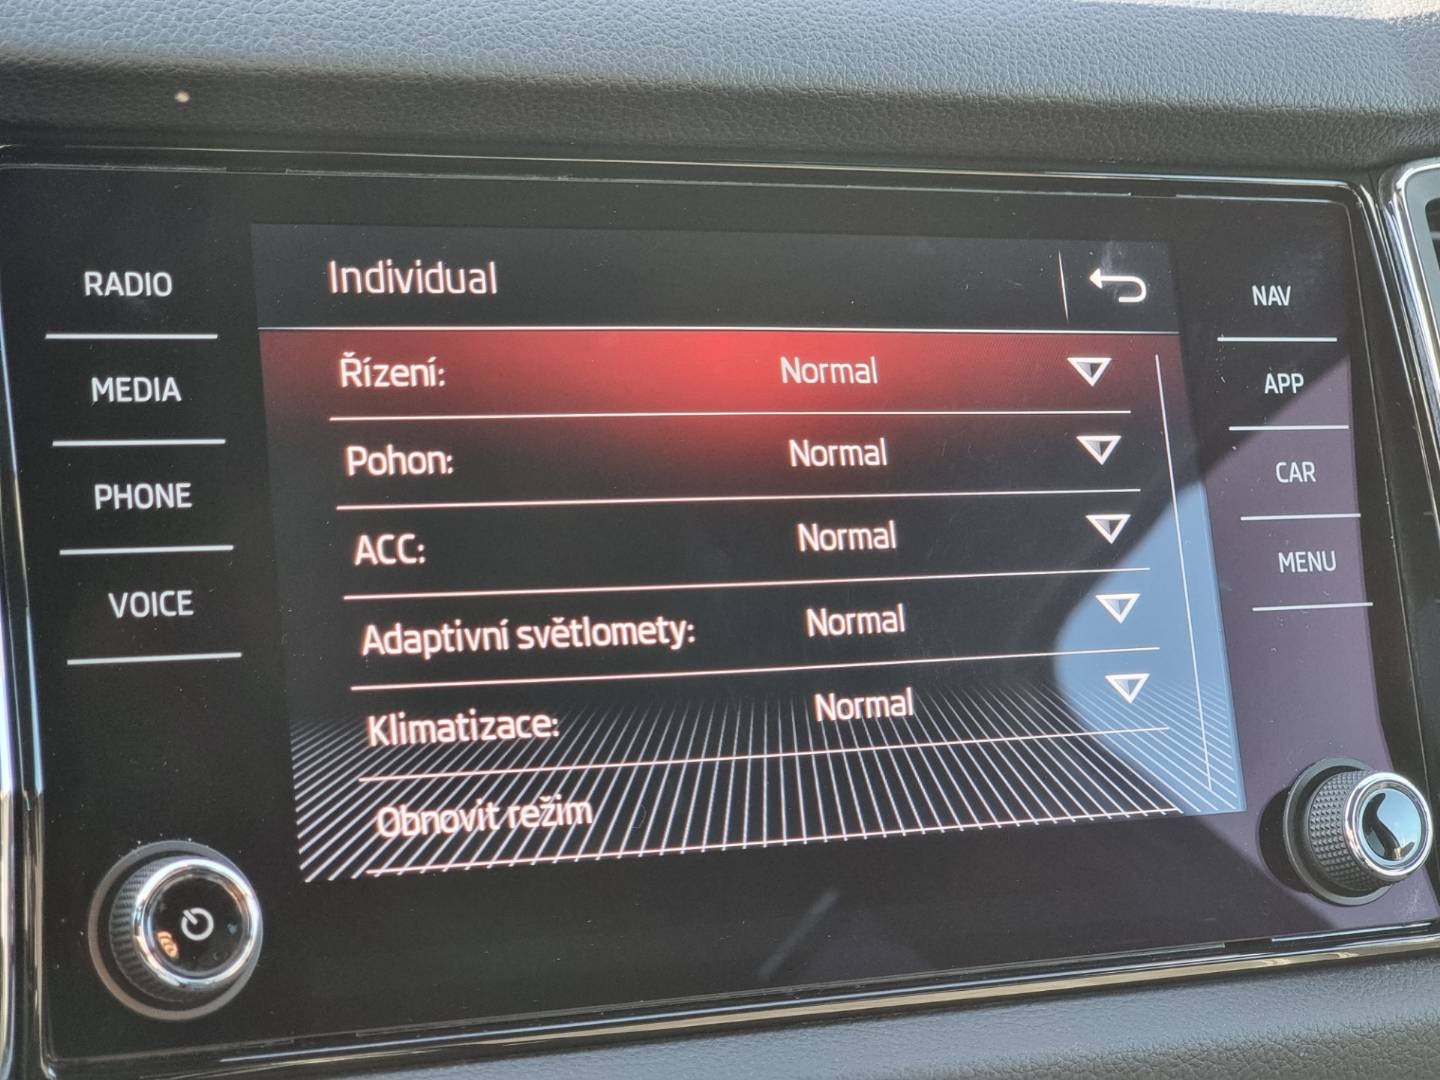 Individual
Řízení: Normal
Pohon: Normal
ACC: Normal
Adaptivní světlomety: Normal
Klimatizace: Normal
Obnovit režim
RADIO
MEDIA
PHONE
VOICE
NAV
APP
CAR
MENU